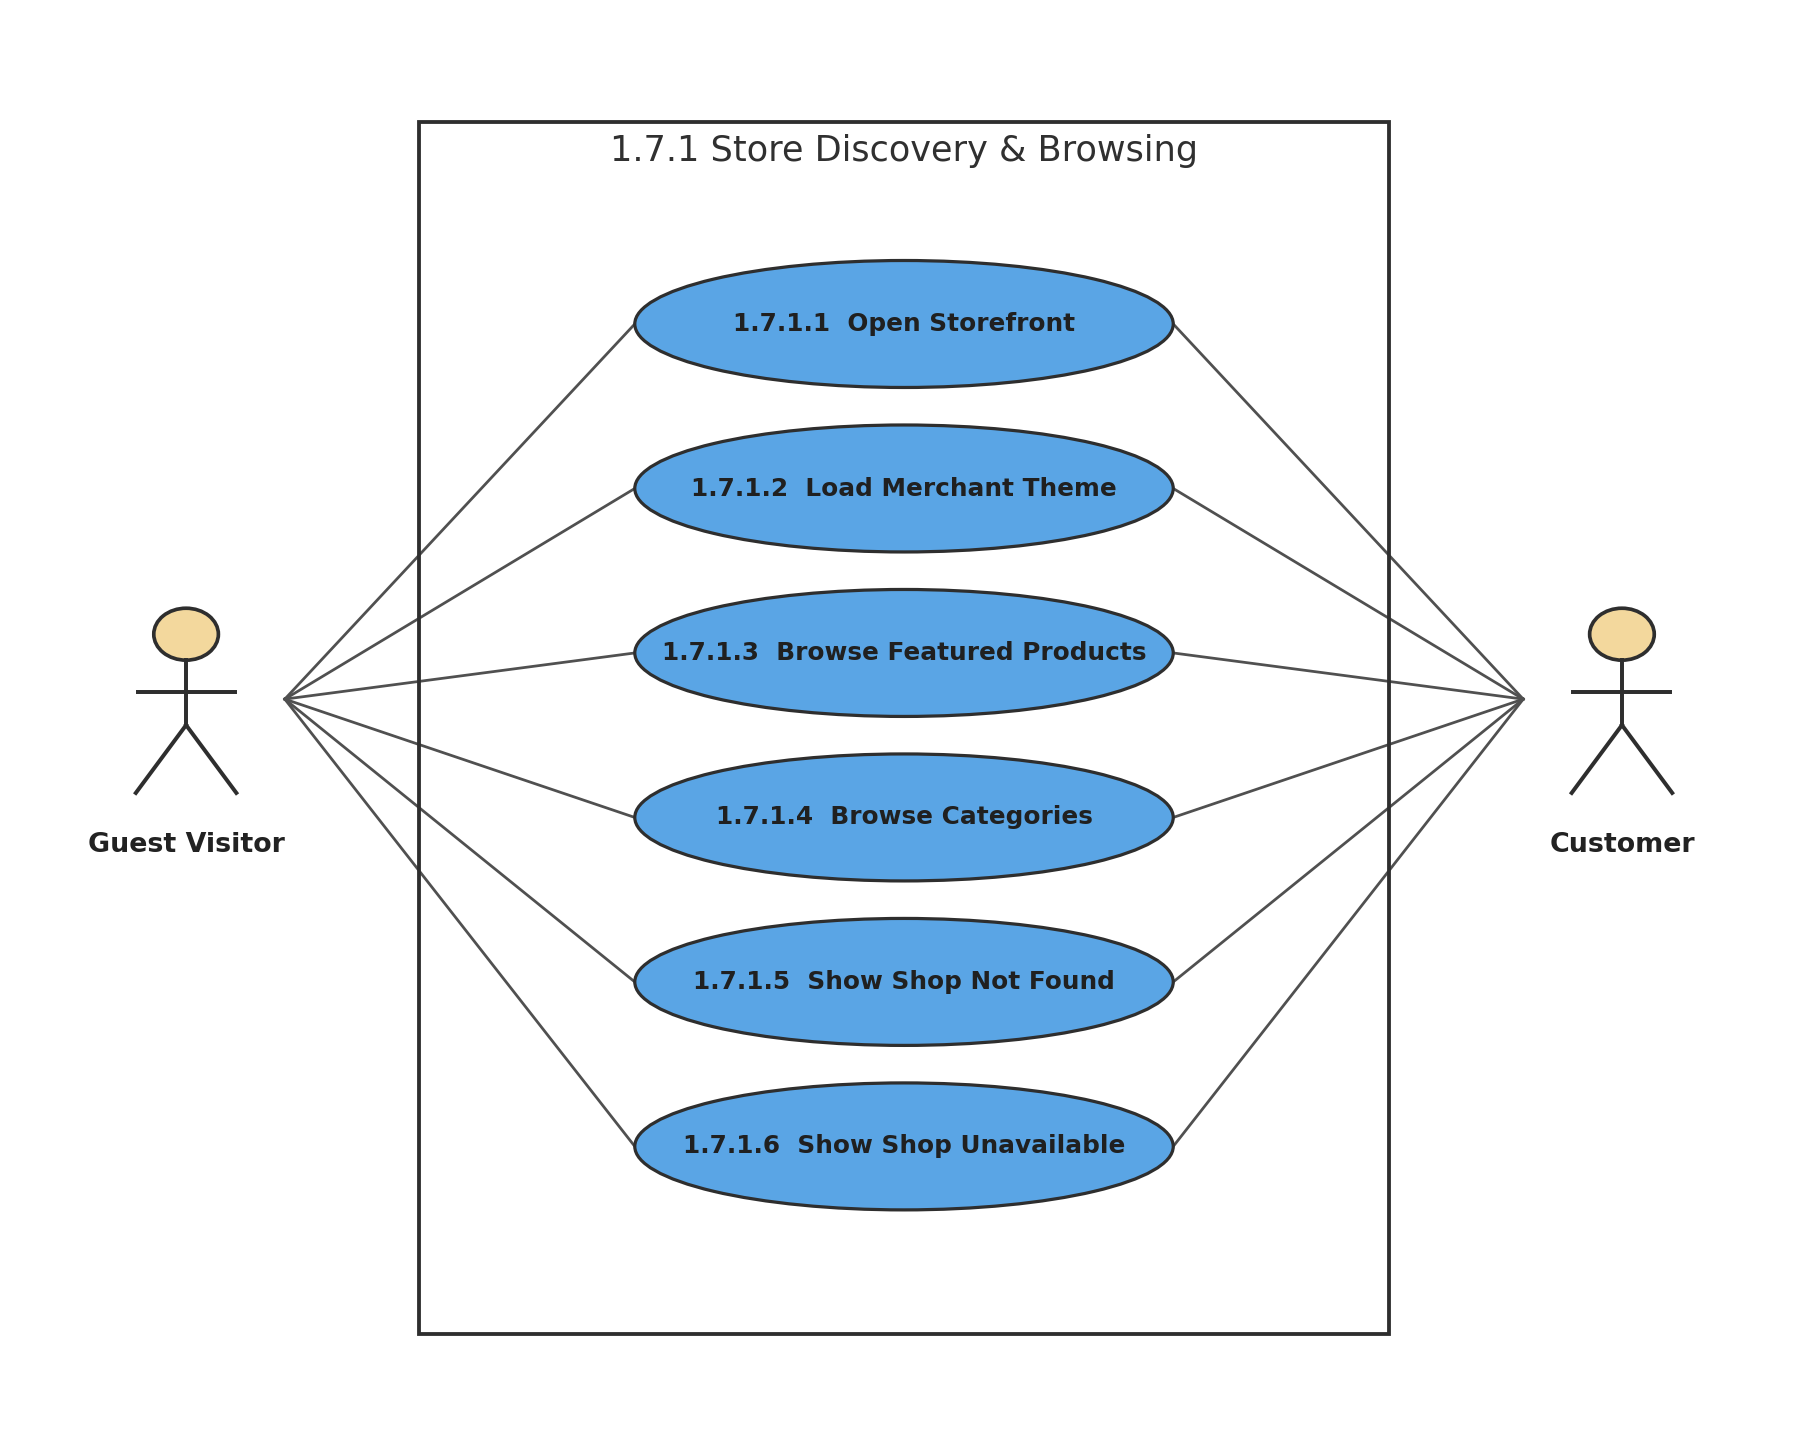 1.7.1 Store Discovery & Browsing
1.7.1.1  Open Storefront
1.7.1.2  Load Merchant Theme
1.7.1.3  Browse Featured Products
1.7.1.4  Browse Categories
Guest Visitor
Customer
1.7.1.5  Show Shop Not Found
1.7.1.6  Show Shop Unavailable